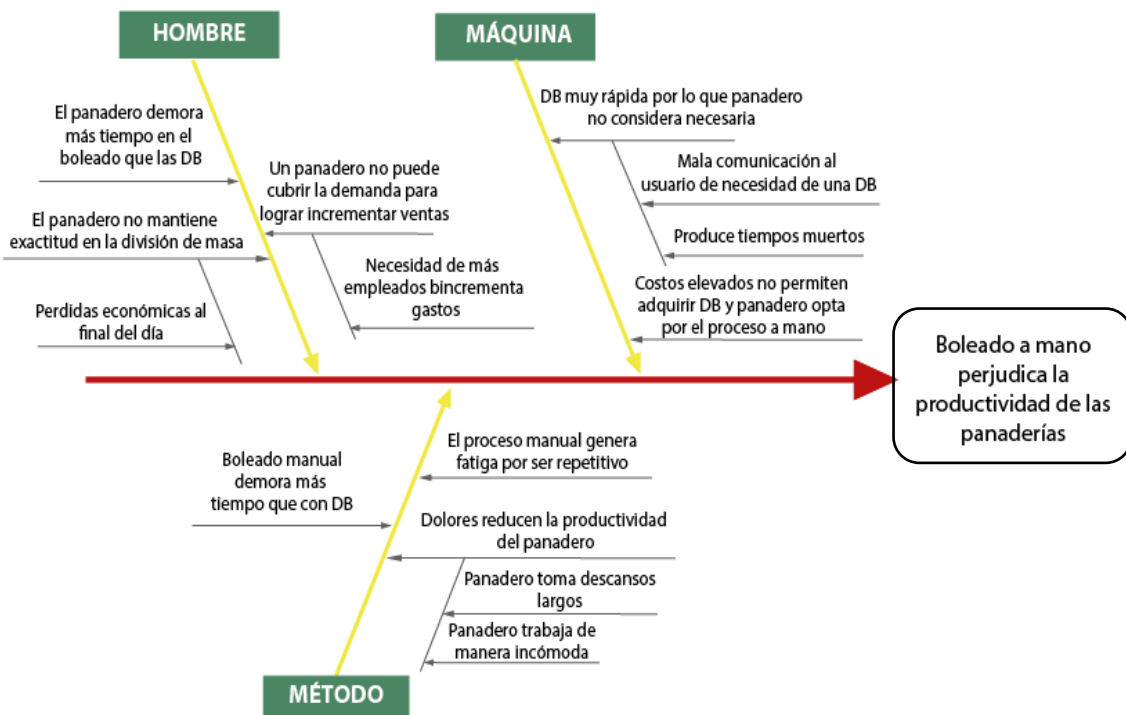 HOMBRE
El panadero demora
más tiempo en el
boleado que las DB
Un panadero no puede
cubrir la demanda para
lograr incrementar ventas
El panadero no mantiene
exactitud en la división de masa
Necesidad de más
empleados bincrementa
gastos
Perdidas económicas al
final del día
MÁQUINA
DB muy rápida por lo que panadero
no considera necesaria
Mala comunicación al
usuario de necesidad de una DB
Produce tiempos muertos
Costos elevados no permiten
adquirir DB y panadero opta
por el proceso a mano
Boleado a mano
perjudica la
productividad de las
panaderías
El proceso manual genera
fatiga por ser repetitivo
Boleado manual
demora más
tiempo que con DB
Dolores reducen la productividad
del panadero
Panadero toma descansos
largos
Panadero trabaja de
manera incómoda
MÉTODO